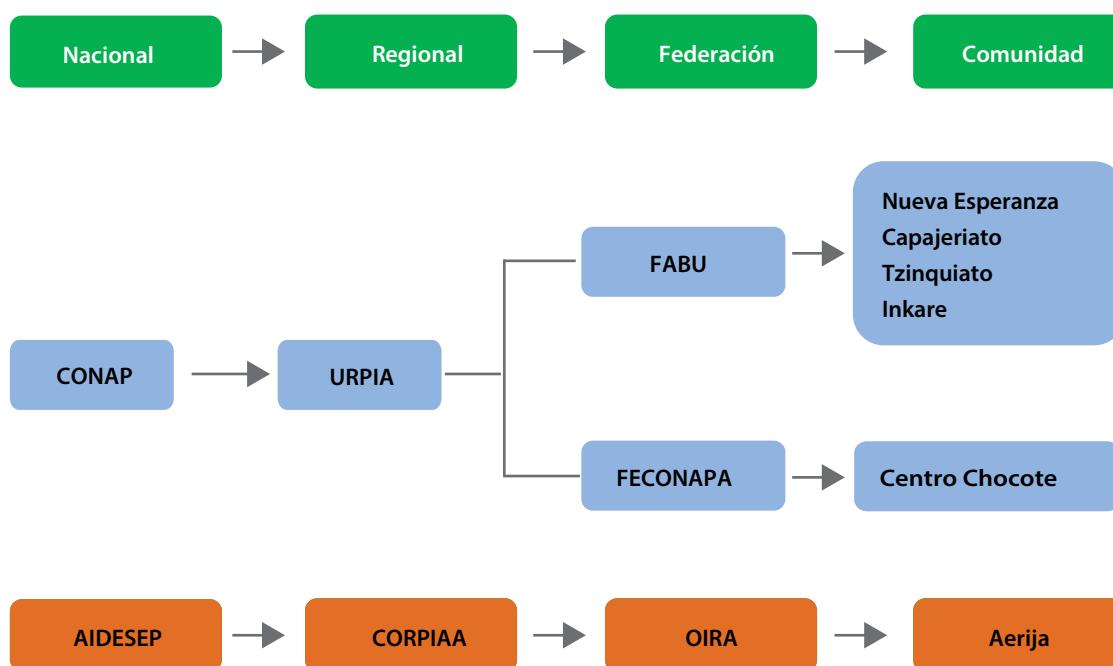 Nacional
Regional
Federación
Comunidad
Nueva Esperanza
Capajeriato
Tzinquiato
Inkare
FABU
CONAP
URPIA
FECONAPA
Centro Chocote
AIDESEP
CORPIAA
OIRA
Aerija